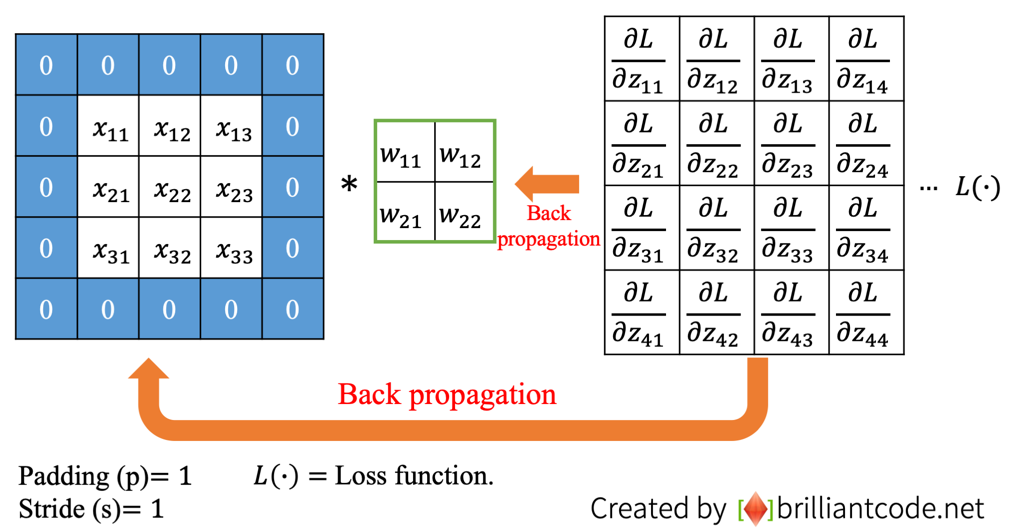 0 0 0 0 0
0 x₁₁ x₁₂ x₁₃ 0
0 x₂₁ x₂₂ x₂₃ 0
0 x₃₁ x₃₂ x₃₃ 0
0 0 0 0 0
*
w₁₁ w₁₂
w₂₁ w₂₂
Back
propagation
∂L/∂z₁₁ ∂L/∂z₁₂ ∂L/∂z₁₃ ∂L/∂z₁₄
∂L/∂z₂₁ ∂L/∂z₂₂ ∂L/∂z₂₃ ∂L/∂z₂₄
∂L/∂z₃₁ ∂L/∂z₃₂ ∂L/∂z₃₃ ∂L/∂z₃₄
∂L/∂z₄₁ ∂L/∂z₄₂ ∂L/∂z₄₃ ∂L/∂z₄₄
... L(·)
Back propagation
Padding (p)= 1 L(·) = Loss function.
Stride (s)= 1
Created by [ ]brilliantcode.net